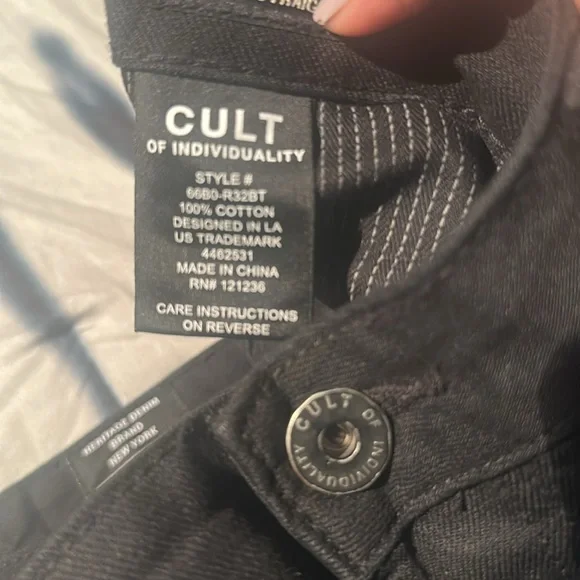 CULT
OF INDIVIDUALITY
STYLE #
66B0-R32BT
100% COTTON
DESIGNED IN LA
US TRADEMARK
4462531
MADE IN CHINA
RN# 121236
CARE INSTRUCTIONS
ON REVERSE
CULT OF INDIVIDUALITY
HERITAGE DENIM
BRAND
NEW YORK